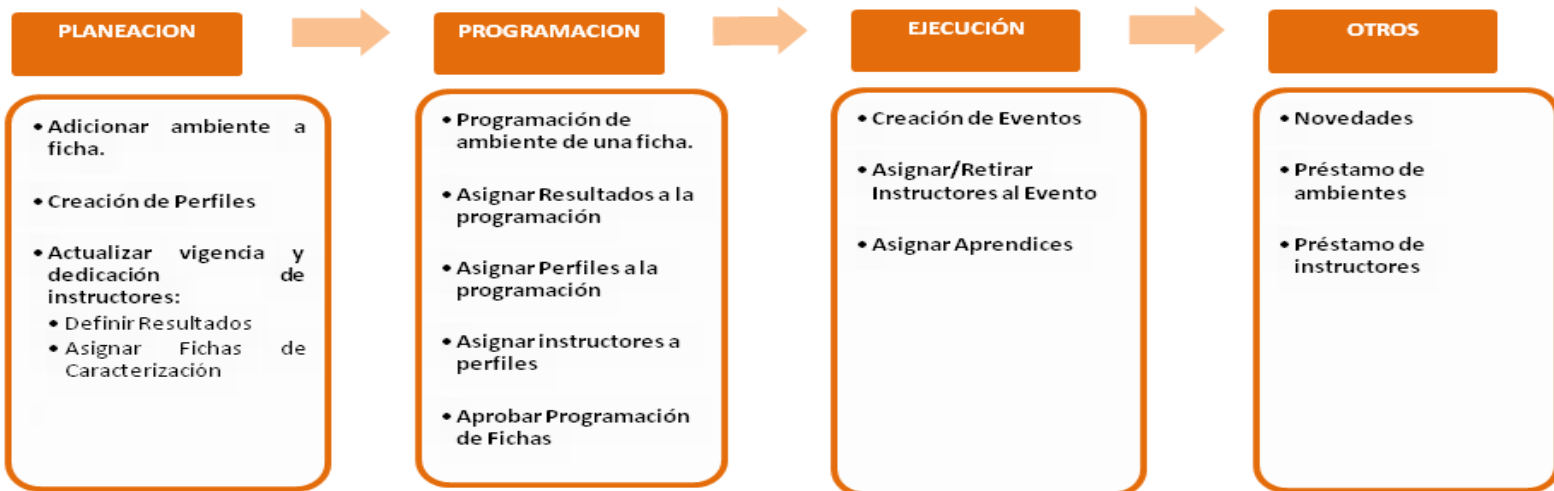 PLANEACION
• Adicionar ambiente a
ficha.
• Creación de Perfiles
• Actualizar vigencia y
dedicación de
instructores:
• Definir Resultados
• Asignar Fichas de
Caracterización
PROGRAMACION
• Programación de
ambiente de una ficha.
• Asignar Resultados a la
programación
• Asignar Perfiles a la
programación
• Asignar instructores a
perfiles
• Aprobar Programación
de Fichas
EJECUCIÓN
• Creación de Eventos
• Asignar/Retirar
Instructores al Evento
• Asignar Aprendices
OTROS
• Novedades
• Préstamo de
ambientes
• Préstamo de
instructores